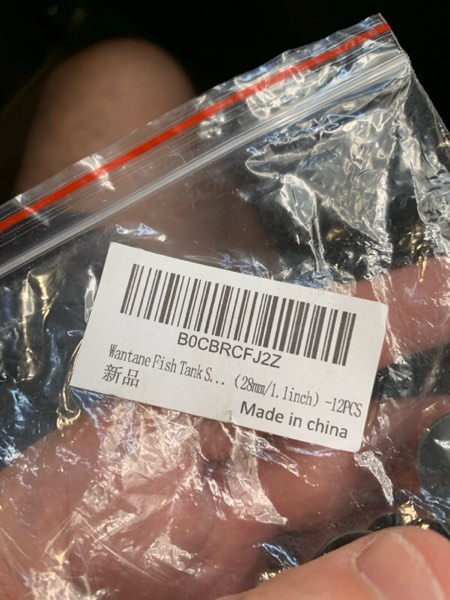 B0CBRCFJ2Z
Wantane Fish Tank S... (28mm/1.1inch) -12PCS
新品
Made in china